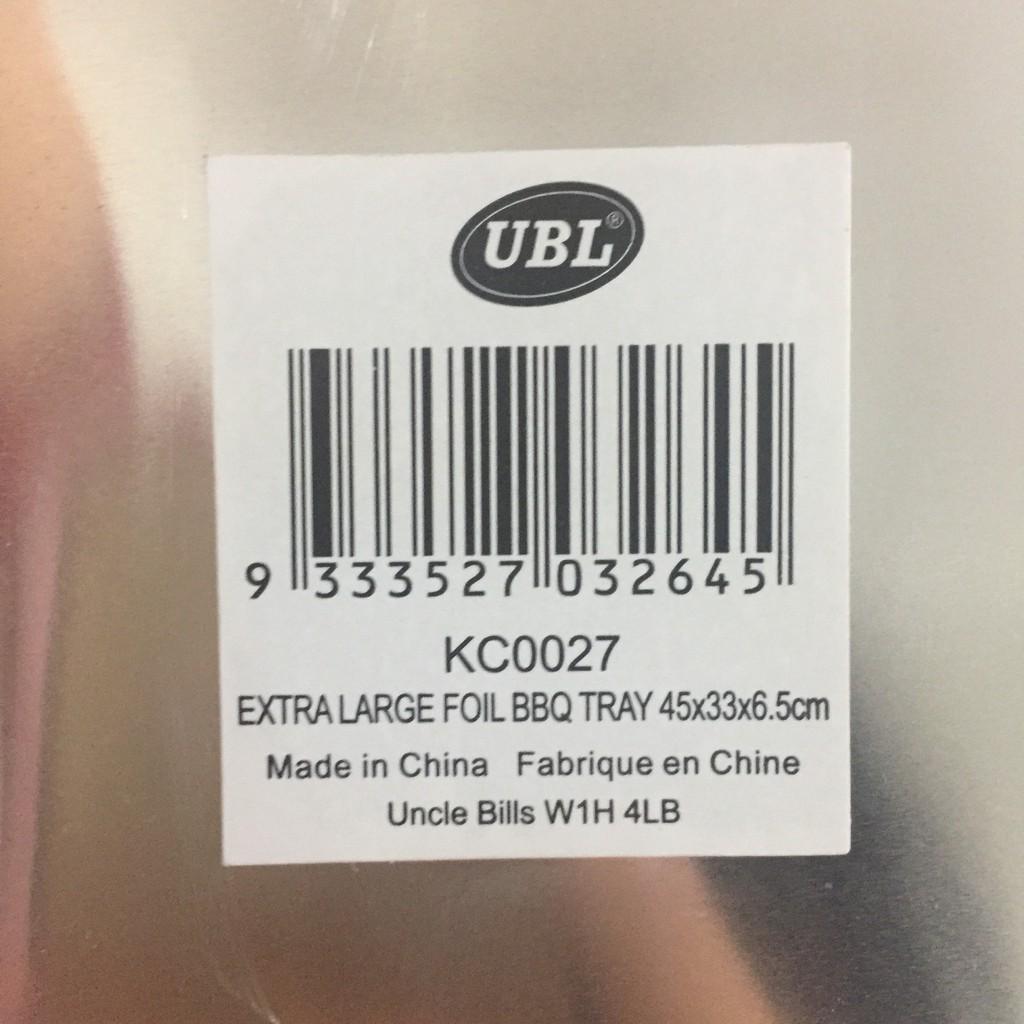 UBL®
9 333527 032645
KC0027
EXTRA LARGE FOIL BBQ TRAY 45x33x6.5cm
Made in China Fabrique en Chine
Uncle Bills W1H 4LB